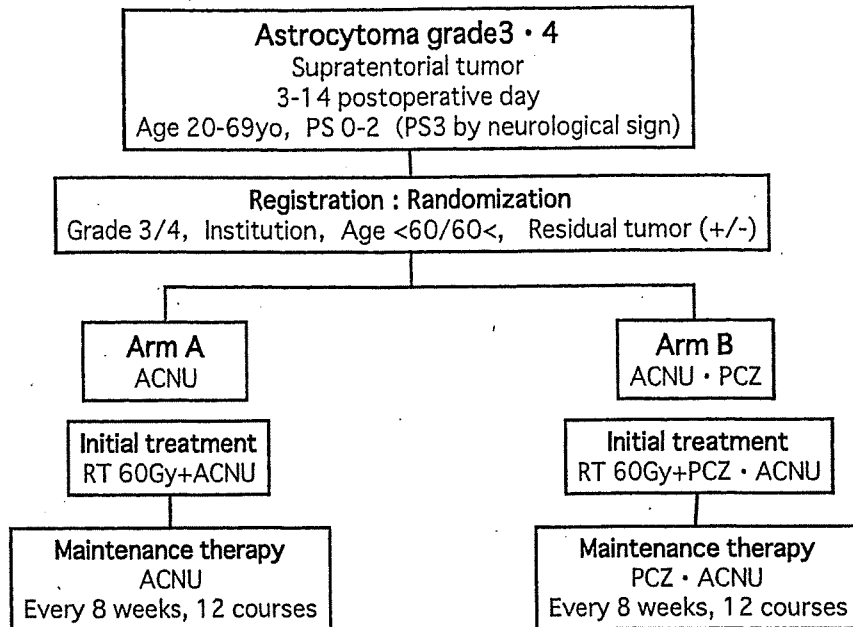 Astrocytoma grade3・4
Supratentorial tumor
3-14 postoperative day
Age 20-69yo, PS 0-2 (PS3 by neurological sign)
Registration : Randomization
Grade 3/4, Institution, Age <60/60<, Residual tumor (+/-)
Arm A
ACNU
Arm B
ACNU・PCZ
Initial treatment
RT 60Gy+ACNU
Initial treatment
RT 60Gy+PCZ・ACNU
Maintenance therapy
ACNU
Every 8 weeks, 12 courses
Maintenance therapy
PCZ・ACNU
Every 8 weeks, 12 courses